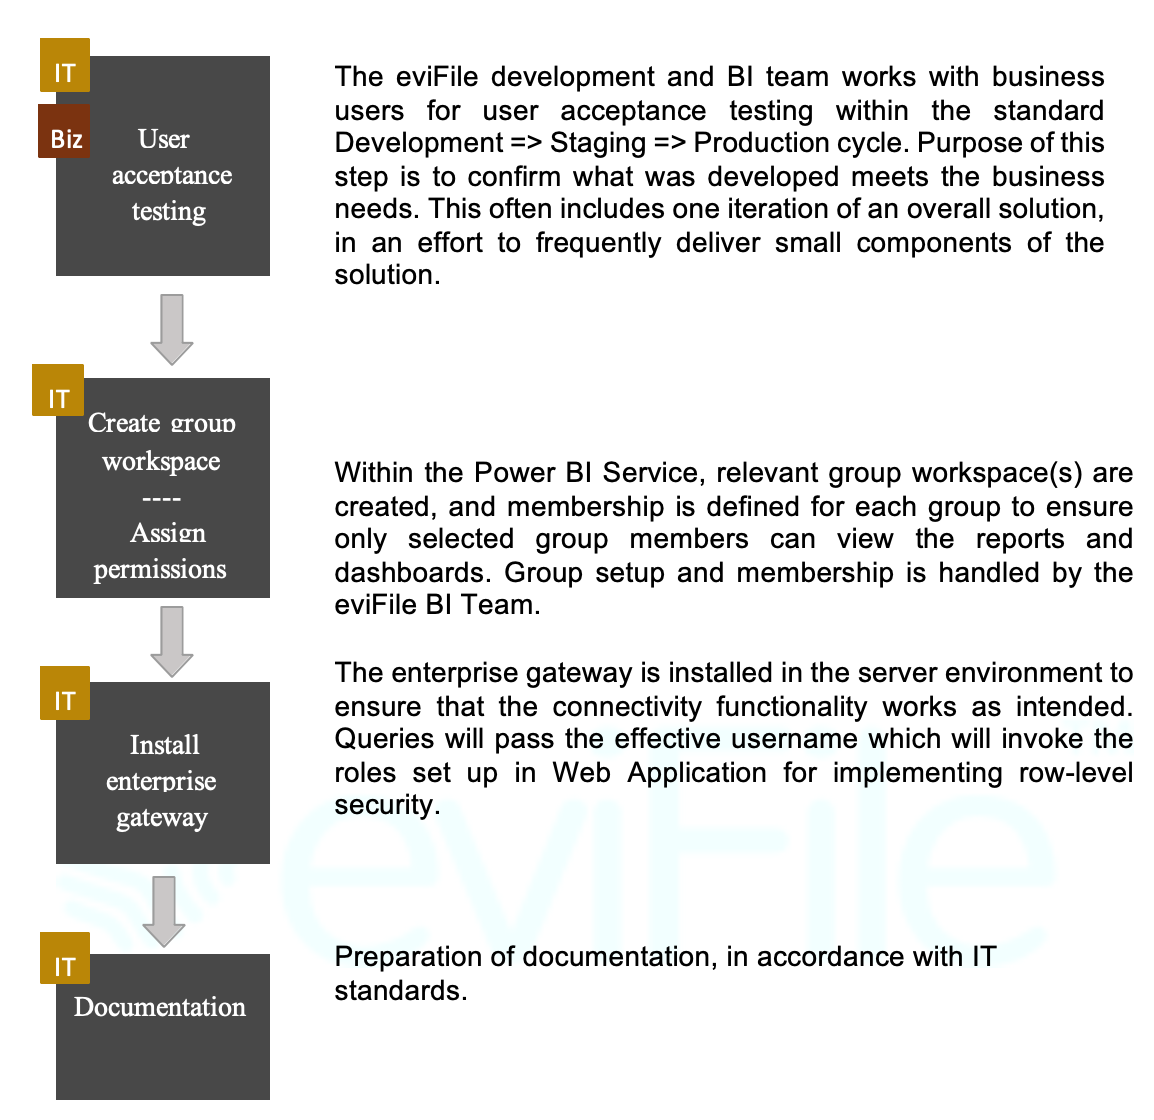 IT
Biz
User
acceptance
testing
The eviFile development and BI team works with business
users for user acceptance testing within the standard
Development => Staging => Production cycle. Purpose of this
step is to confirm what was developed meets the business
needs. This often includes one iteration of an overall solution,
in an effort to frequently deliver small components of the
solution.
IT
Create group
workspace
----
Assign
permissions
Within the Power BI Service, relevant group workspace(s) are
created, and membership is defined for each group to ensure
only selected group members can view the reports and
dashboards. Group setup and membership is handled by the
eviFile BI Team.
IT
Install
enterprise
gateway
The enterprise gateway is installed in the server environment to
ensure that the connectivity functionality works as intended.
Queries will pass the effective username which will invoke the
roles set up in Web Application for implementing row-level
security.
eviFile
IT
Documentation
Preparation of documentation, in accordance with IT
standards.